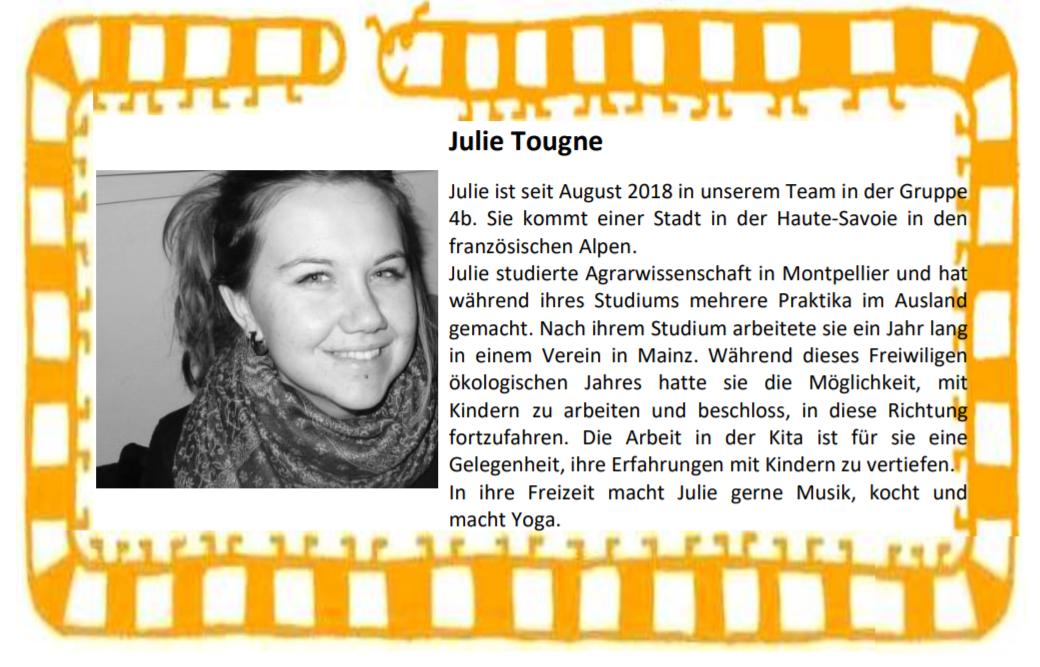 Julie Tougne
Julie ist seit August 2018 in unserem Team in der Gruppe
4b. Sie kommt einer Stadt in der Haute-Savoie in den
französischen Alpen.
Julie studierte Agrarwissenschaft in Montpellier und hat
während ihres Studiums mehrere Praktika im Ausland
gemacht. Nach ihrem Studium arbeitete sie ein Jahr lang
in einem Verein in Mainz. Während dieses Freiwiligen
ökologischen Jahres hatte sie die Möglichkeit, mit
Kindern zu arbeiten und beschloss, in diese Richtung
fortzufahren. Die Arbeit in der Kita ist für sie eine
Gelegenheit, ihre Erfahrungen mit Kindern zu vertiefen.
In ihre Freizeit macht Julie gerne Musik, kocht und
macht Yoga.